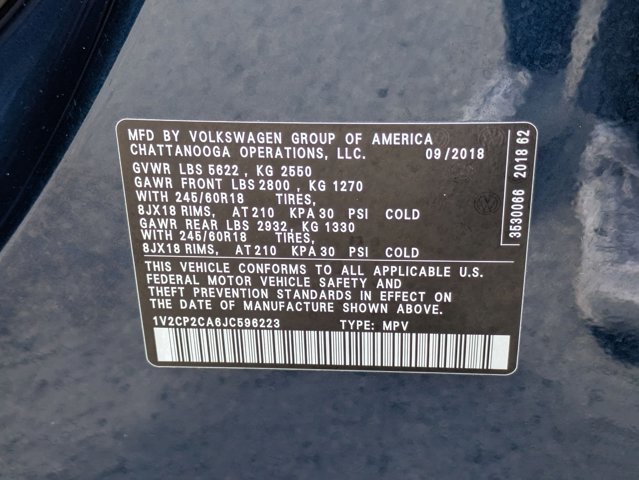 MFD BY VOLKSWAGEN GROUP OF AMERICA
CHATTANOOGA OPERATIONS, LLC. 09/2018
GVWR LBS 5622 , KG 2550
GAWR FRONT LBS 2800 , KG 1270
WITH 245/60R18 TIRES,
8JX18 RIMS, AT 210 KPA 30 PSI COLD
GAWR REAR LBS 2932, KG 1330
WITH 245/60R18 TIRES,
8JX18 RIMS, AT 210 KPA 30 PSI COLD
THIS VEHICLE CONFORMS TO ALL APPLICABLE U.S.
FEDERAL MOTOR VEHICLE SAFETY AND
THEFT PREVENTION STANDARDS IN EFFECT ON
THE DATE OF MANUFACTURE SHOWN ABOVE.
1V2CP2CA6JC596223 TYPE: MPV
3530066 2018 62